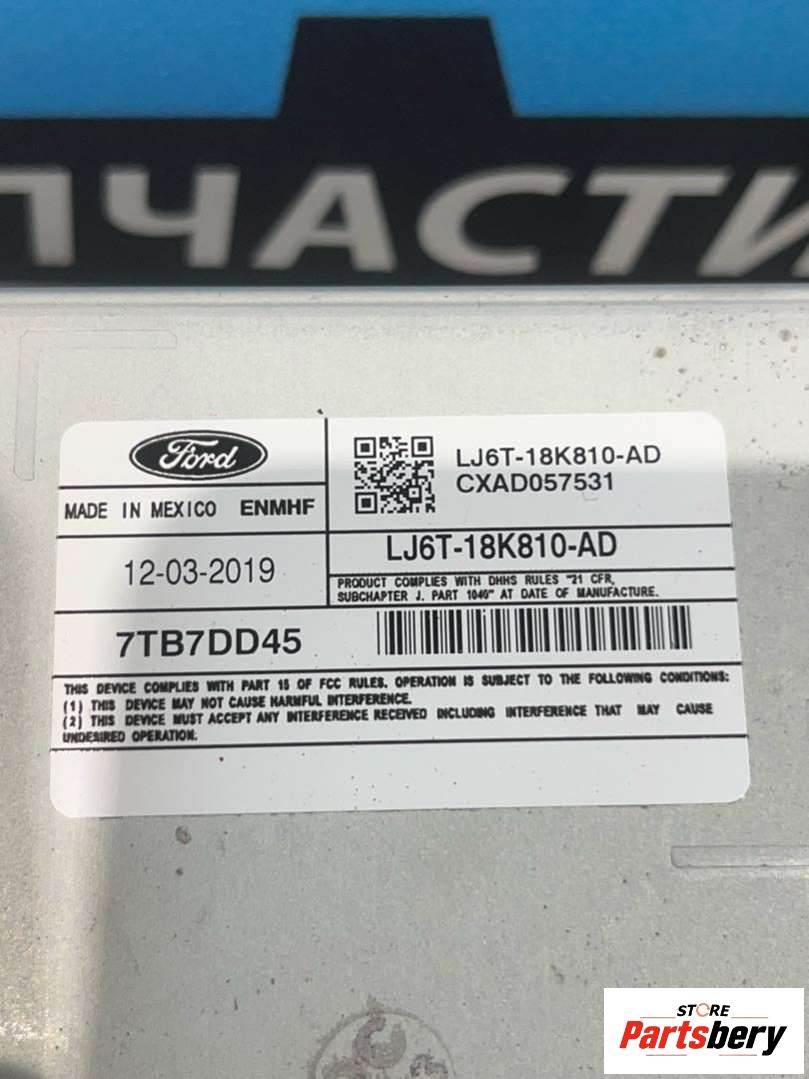 ПЧАСТИ
Ford
LJ6T-18K810-AD
CXAD057531
MADE IN MEXICO ENMHF
12-03-2019
LJ6T-18K810-AD
PRODUCT COMPLIES WITH DHHS RULES "21 CFR,
SUBCHAPTER J, PART 1040" AT DATE OF MANUFACTURE.
7TB7DD45
THIS DEVICE COMPLIES WITH PART 15 OF FCC RULES. OPERATION IS SUBJECT TO THE FOLLOWING CONDITIONS:
(1) THIS DEVICE MAY NOT CAUSE HARMFUL INTERFERENCE.
(2) THIS DEVICE MUST ACCEPT ANY INTERFERENCE RECEIVED INCLUDING INTERFERENCE THAT MAY CAUSE
UNDESIRED OPERATION.
STORE
Partsbery